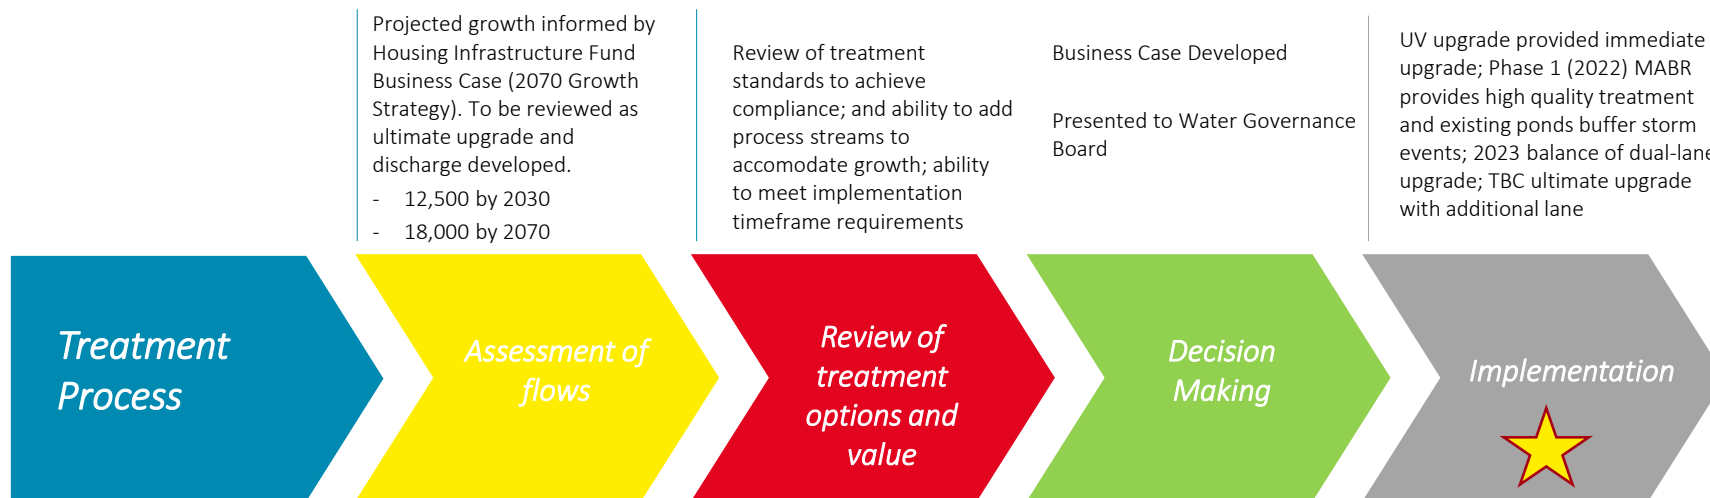 Projected growth informed by
Housing Infrastructure Fund
Business Case (2070 Growth
Strategy). To be reviewed as
ultimate upgrade and
discharge developed.
- 12,500 by 2030
- 18,000 by 2070
Review of treatment
standards to achieve
compliance; and ability to add
process streams to
accomodate growth; ability
to meet implementation
timeframe requirements
Business Case Developed
Presented to Water Governance
Board
UV upgrade provided immediate
upgrade; Phase 1 (2022) MABR
provides high quality treatment
and existing ponds buffer storm
events; 2023 balance of dual-lane
upgrade; TBC ultimate upgrade
with additional lane
Treatment
Process
Assessment of
flows
Review of
treatment
options and
value
Decision
Making
Implementation